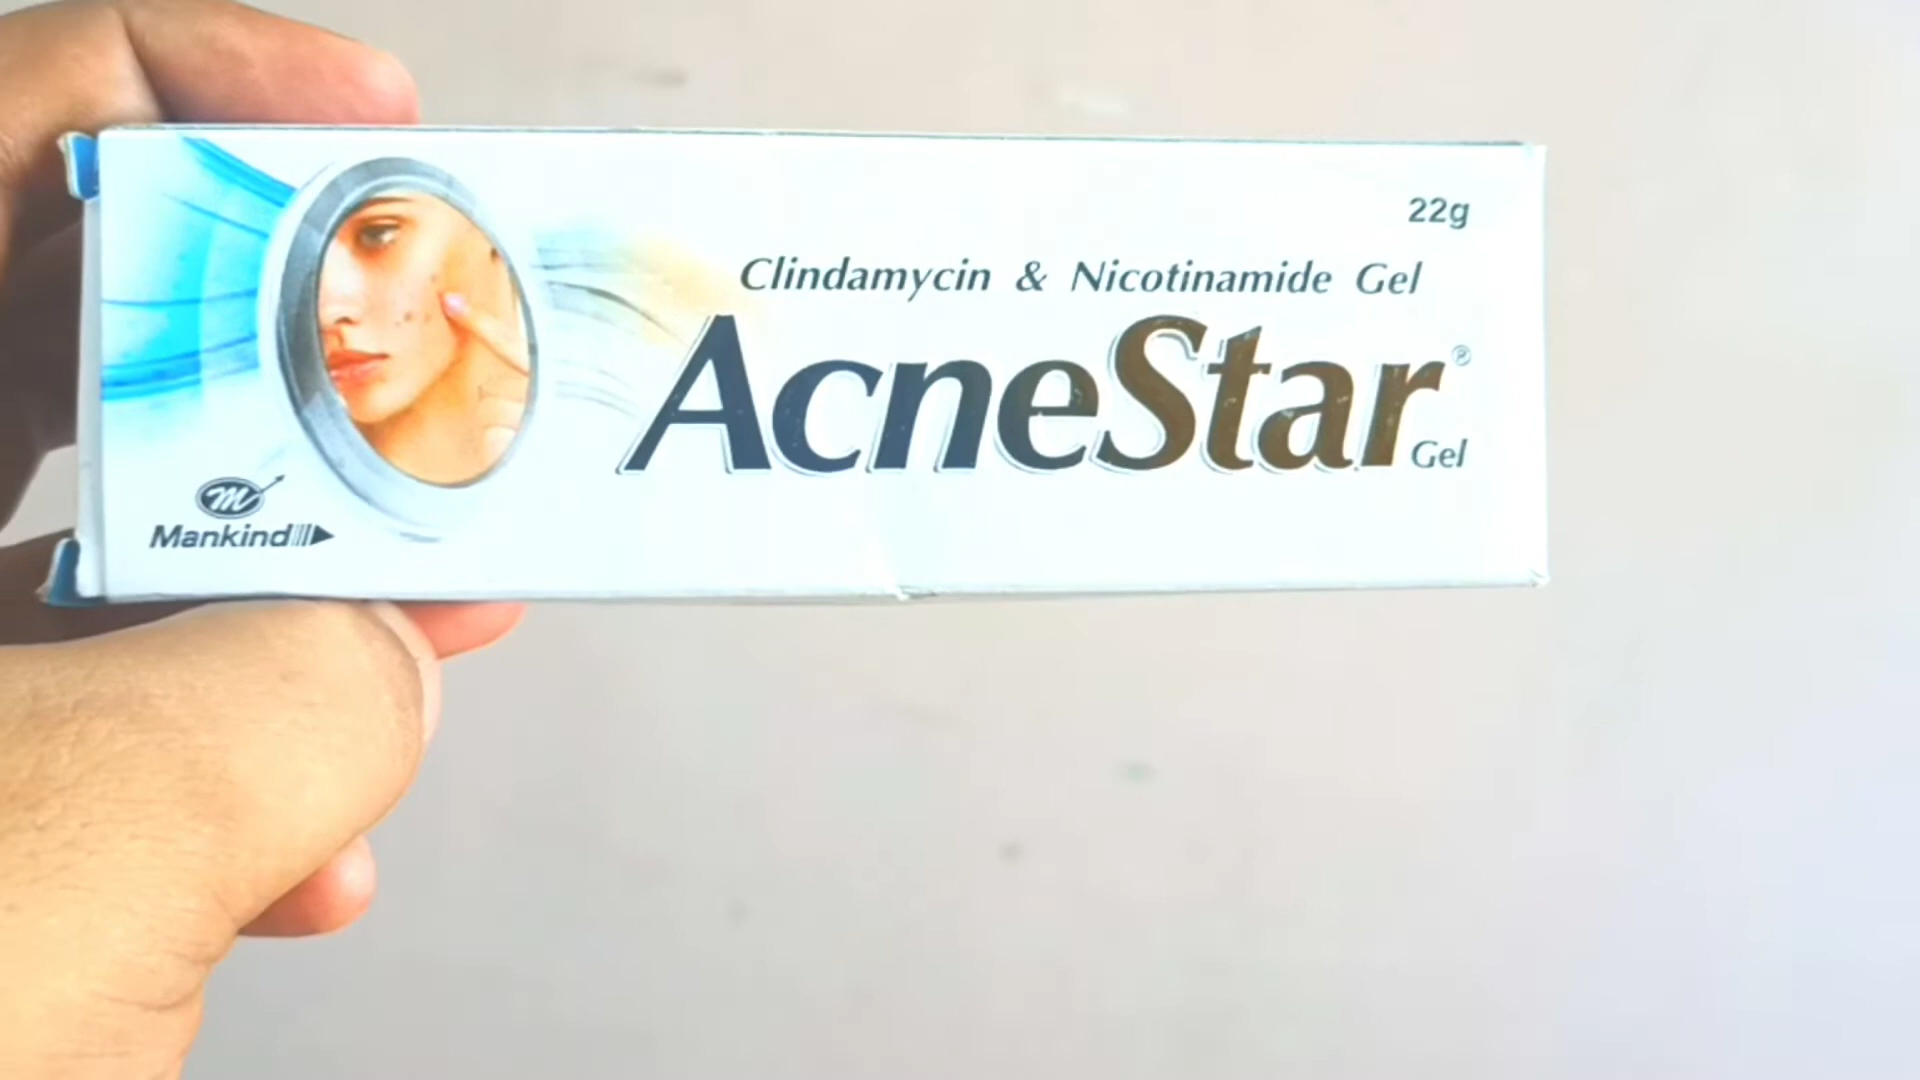 22g
Clindamycin & Nicotinamide Gel
AcneStar®
Gel
M
Mankind